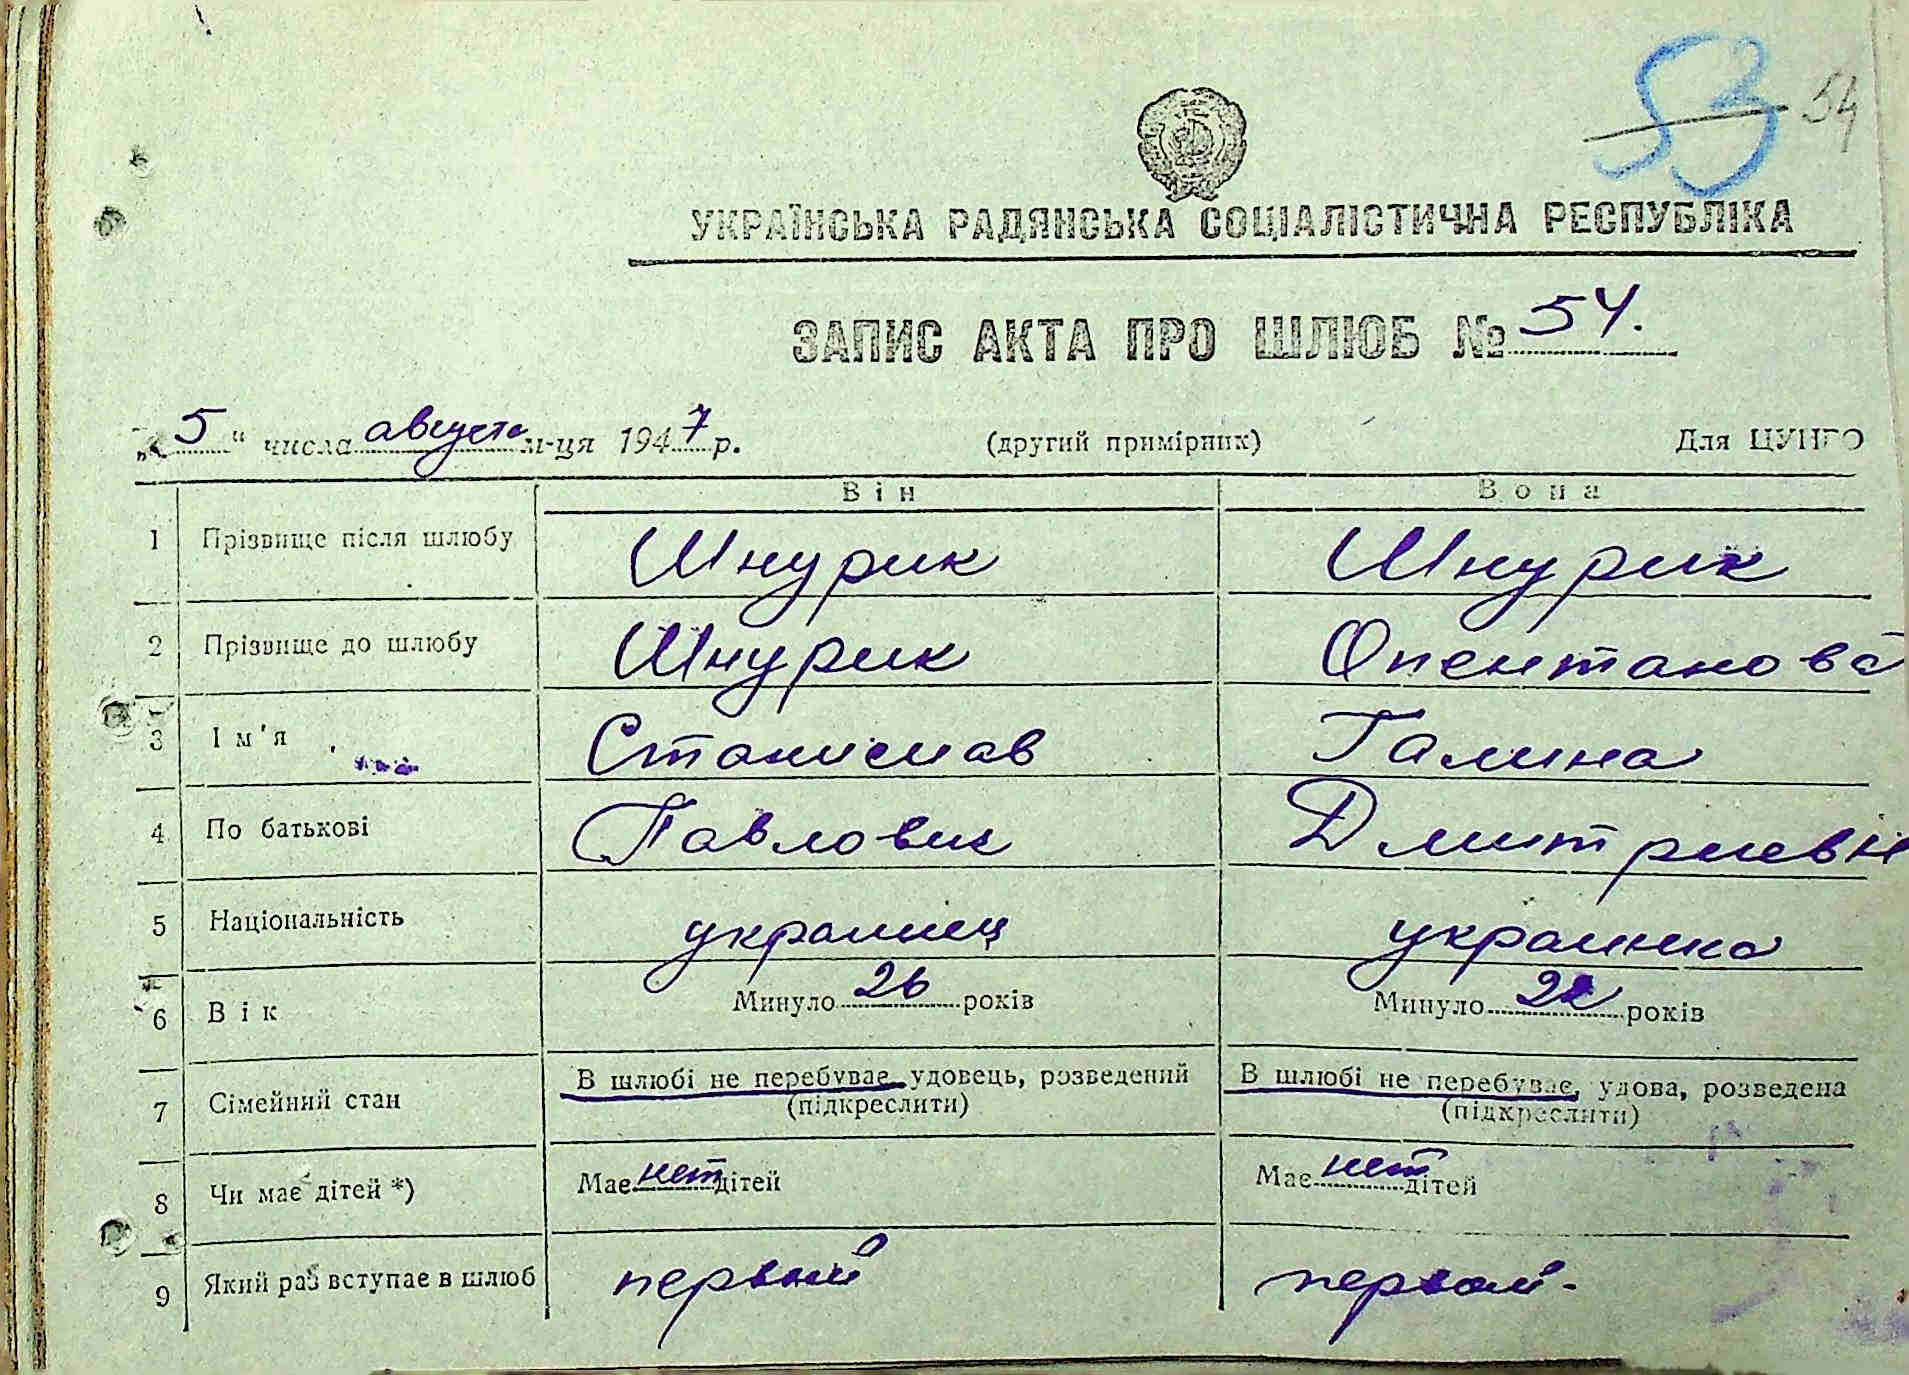 53 54
УКРАЇНСЬКА РАДЯНСЬКА СОЦІАЛІСТИЧНА РЕСПУБЛІКА
ЗАПИС АКТА ПРО ШЛЮБ № 54.
„5“ числа августа м-ця 1947 р. (другий примірник) Для ЦУНГО
Він Вона
1 Прізвище після шлюбу Шнурик Шнурик
2 Прізвище до шлюбу Шнурик Опентанова
3 Ім'я Станислав Галина
4 По батькові Павлович Дмитриевн
5 Національність украинец украинка
6 Вік Минуло 26 років Минуло 22 років
7 Сімейний стан В шлюбі не перебуває, удовець, розведений В шлюбі не перебуває, удова, розведена
(підкреслити) (підкреслити)
8 Чи має дітей *) Має нет дітей Має нет дітей
9 Який раз вступає в шлюб первый первый-